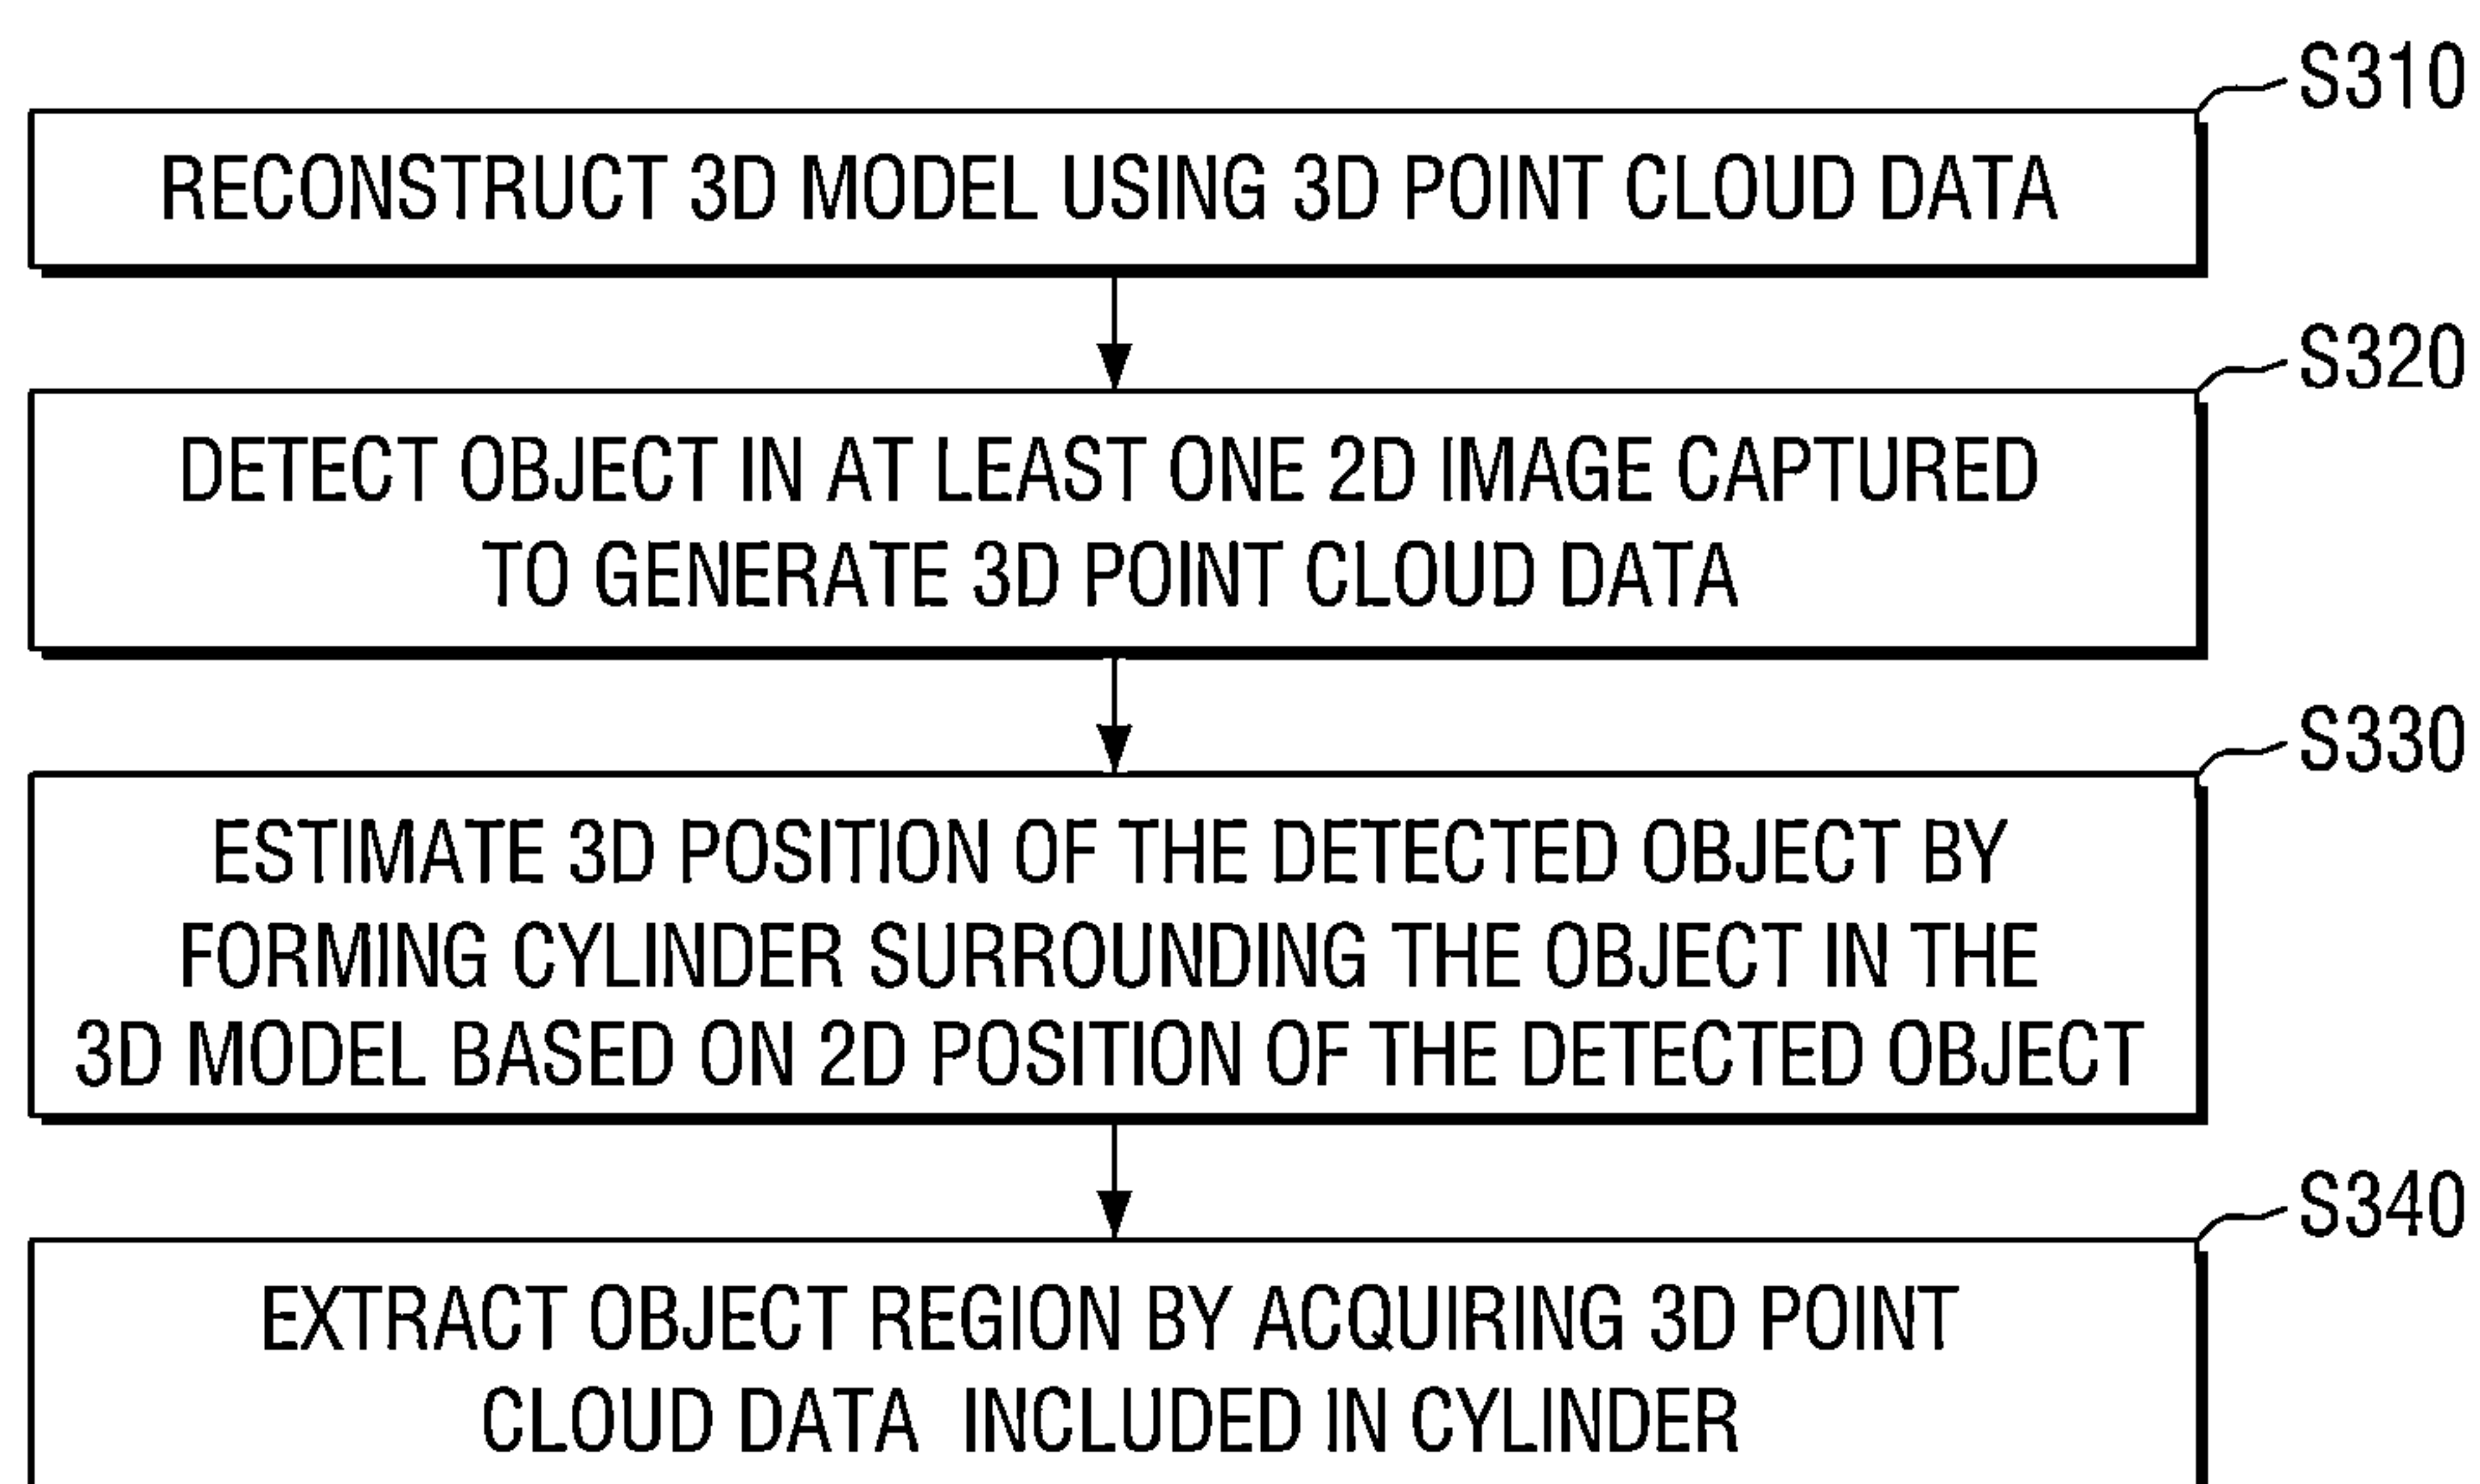 S310
RECONSTRUCT 3D MODEL USING 3D POINT CLOUD DATA
S320
DETECT OBJECT IN AT LEAST ONE 2D IMAGE CAPTURED
TO GENERATE 3D POINT CLOUD DATA
S330
ESTIMATE 3D POSITION OF THE DETECTED OBJECT BY
FORMING CYLINDER SURROUNDING THE OBJECT IN THE
3D MODEL BASED ON 2D POSITION OF THE DETECTED OBJECT
S340
EXTRACT OBJECT REGION BY ACQUIRING 3D POINT
CLOUD DATA INCLUDED IN CYLINDER